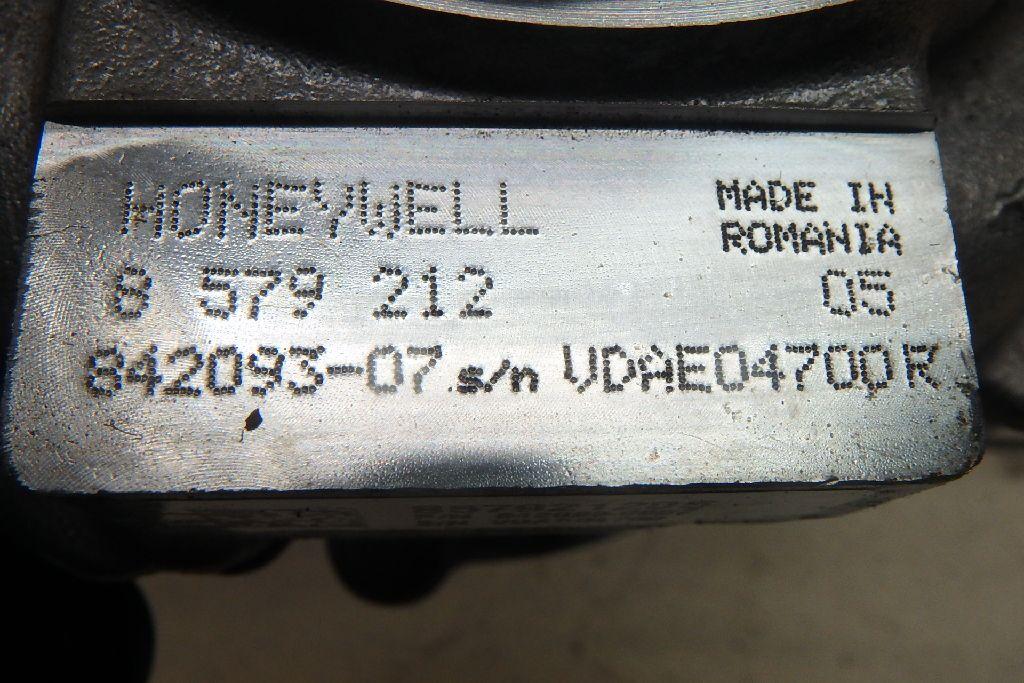 HONEYWELL
MADE IN
ROMANIA
8 579 212
05
842093-07 s/n VDAE04700R